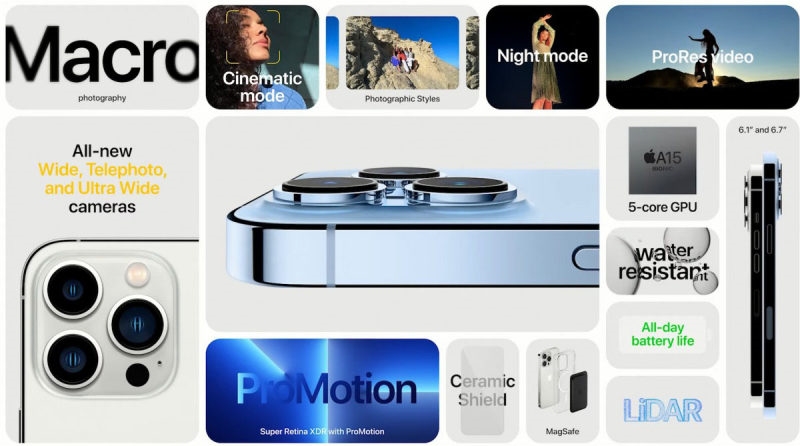 Macro
photography
Cinematic
mode
Photographic Styles
Night mode
ProRes video
All-new
Wide, Telephoto,
and Ultra Wide
cameras
A15
BIONIC
5-core GPU
6.1” and 6.7”
water
resistant
All-day
battery life
LiDAR
ProMotion
Super Retina XDR with ProMotion
Ceramic
Shield
MagSafe